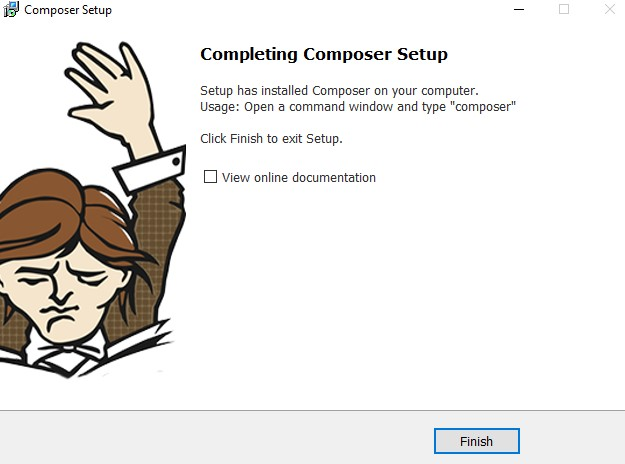 Composer Setup
Completing Composer Setup
Setup has installed Composer on your computer.
Usage: Open a command window and type "composer"
Click Finish to exit Setup.
View online documentation
Finish